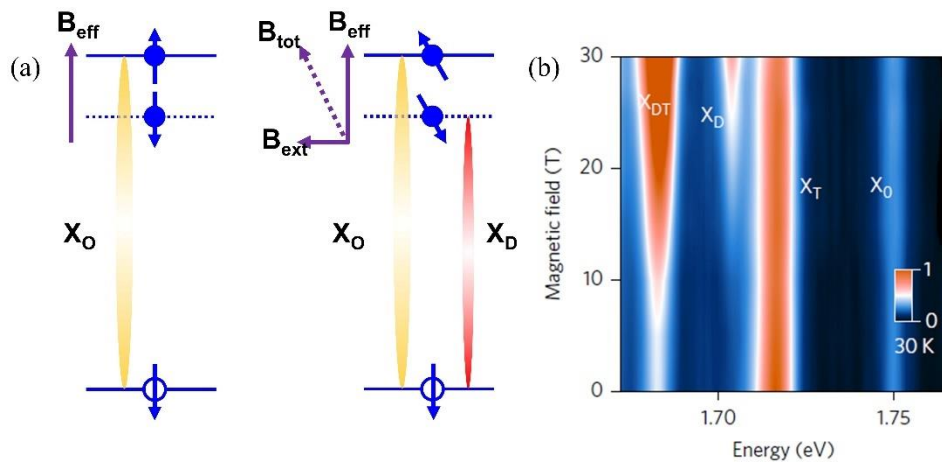 (a)
B_eff
X_O
B_tot
B_eff
B_ext
X_O
X_D
(b)
Magnetic field (T)
30
20
10
0
X_DT
X_D
X_T
X_0
1
0
30 K
1.70
1.75
Energy (eV)